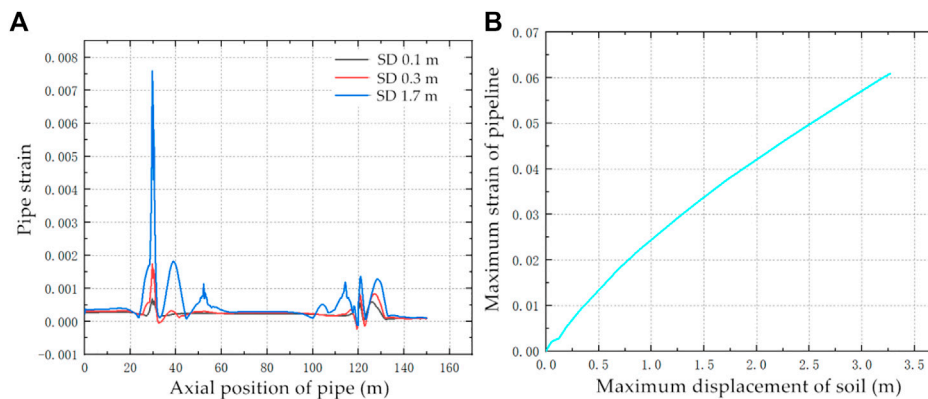 A
Pipe strain
0.008
0.007
0.006
0.005
0.004
0.003
0.002
0.001
0.000
-0.001
SD 0.1 m
SD 0.3 m
SD 1.7 m
0 20 40 60 80 100 120 140 160
Axial position of pipe (m)
B
Maximum strain of pipeline
0.07
0.06
0.05
0.04
0.03
0.02
0.01
0.00
0.0 0.5 1.0 1.5 2.0 2.5 3.0 3.5
Maximum displacement of soil (m)